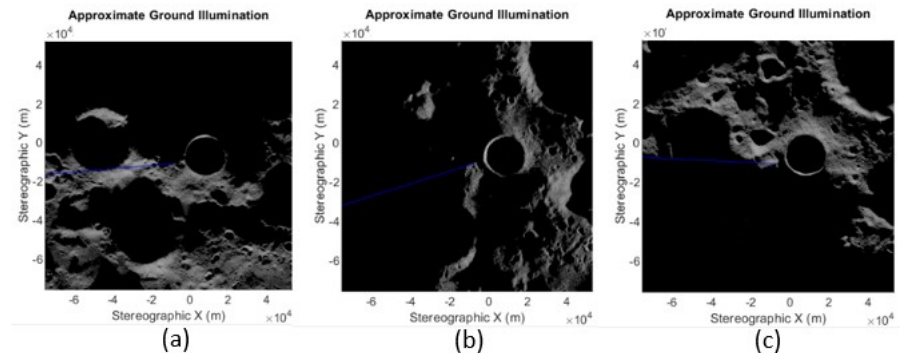 Approximate Ground Illumination
×10⁴
4
2
0
-2
-4
-6
Stereographic Y (m)
-6 -4 -2 0 2 4
Stereographic X (m)
×10⁴
(a)
Approximate Ground Illumination
×10⁴
4
2
0
-2
-4
-6
Stereographic Y (m)
-6 -4 -2 0 2 4
Stereographic X (m)
×10⁴
(b)
Approximate Ground Illumination
×10'
4
2
0
-2
-4
-6
Stereographic Y (m)
-6 -4 -2 0 2 4
Stereographic X (m)
×10⁴
(c)